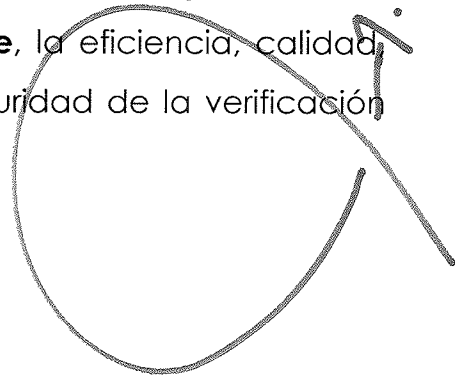 e, la eficiencia, calidad,
uridad de la verificación